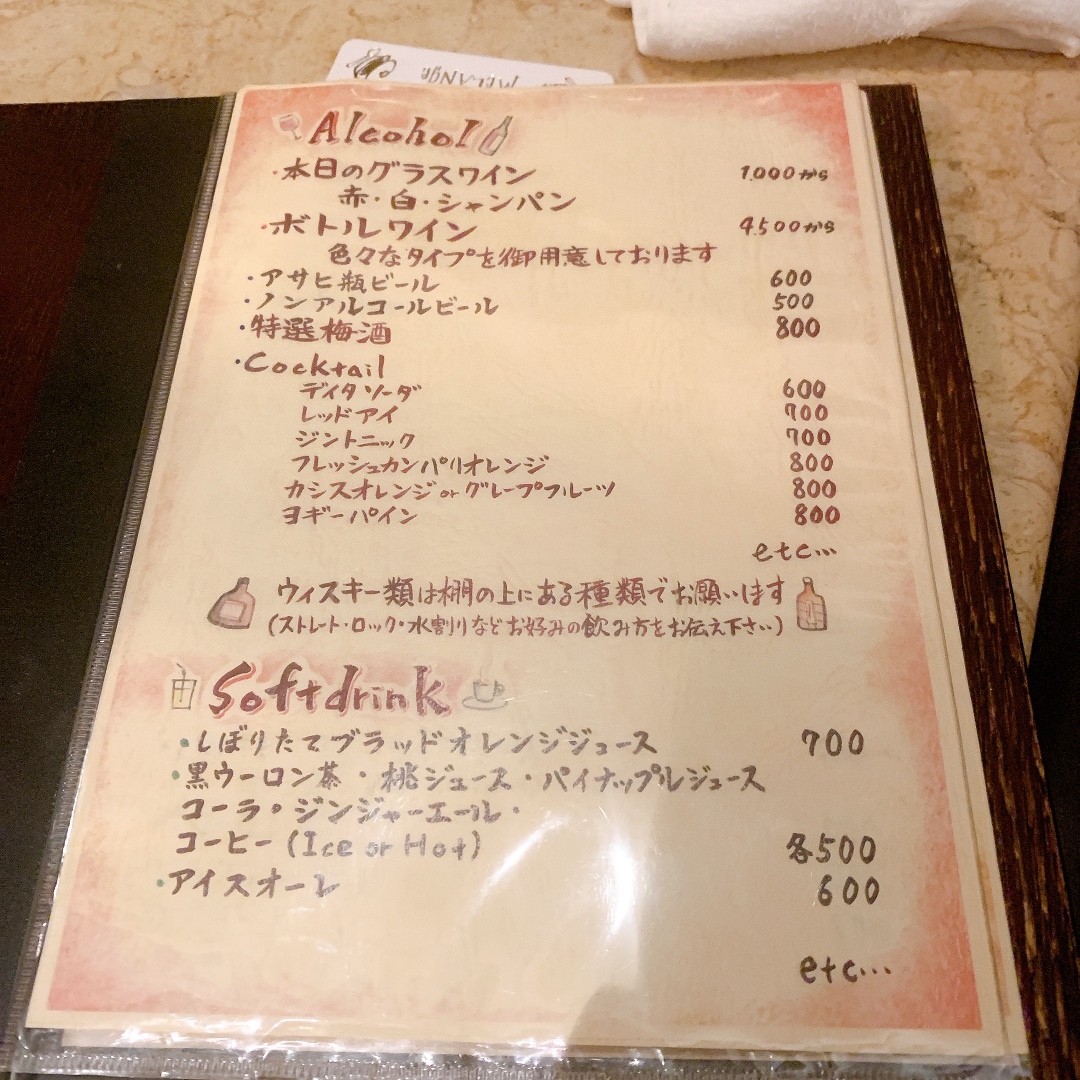 MELANGE
Alcohol
・本日のグラスワイン 1.000から
赤・白・シャンパン
・ボトルワイン 4.500から
色々なタイプを御用意しております
・アサヒ瓶ビール 600
・ノンアルコールビール 500
・特選梅酒 800
・Cocktail
デイタソーダ 600
レッドアイ 700
ジントニック 700
フレッシュカンパリオレンジ 800
カシスオレンジorグレープフルーツ 800
ヨギーパイン 800
etc...
ウィスキー類は棚の上にある種類でお願います
(ストレート・ロック・水割りなどお好みの飲み方をお伝え下さい)
Softdrink
・しぼりたてブラッドオレンジジュース 700
・黒ウーロン茶・桃ジュース・パイナップルジュース
コーラ・ジンジャーエール・
コーヒー(Ice or Hot) 各500
・アイスオーレ 600
etc...